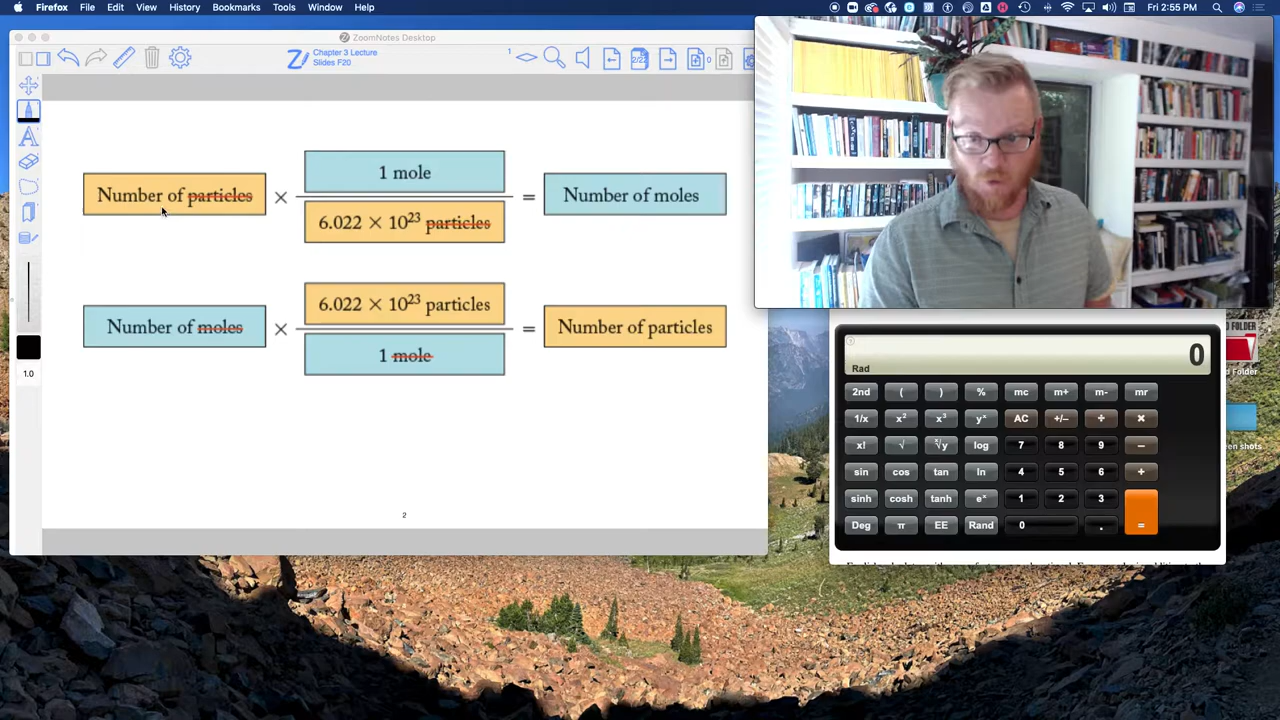 Firefox File Edit View History Bookmarks Tools Window Help
Fri 2:55 PM
ZoomNotes Desktop
Chapter 3 Lecture
Slides F20
1 mole
Number of particles × = Number of moles
6.022 × 10²³ particles
6.022 × 10²³ particles
Number of moles × = Number of particles
1 mole
2
1.0
0
Rad
2nd ( ) % mc m+ m- mr
1/x x² x³ yˣ AC +/– ÷ ×
x! √ ˣ√y log 7 8 9 −
sin cos tan ln 4 5 6 +
sinh cosh tanh eˣ 1 2 3 =
Deg π EE Rand 0 .